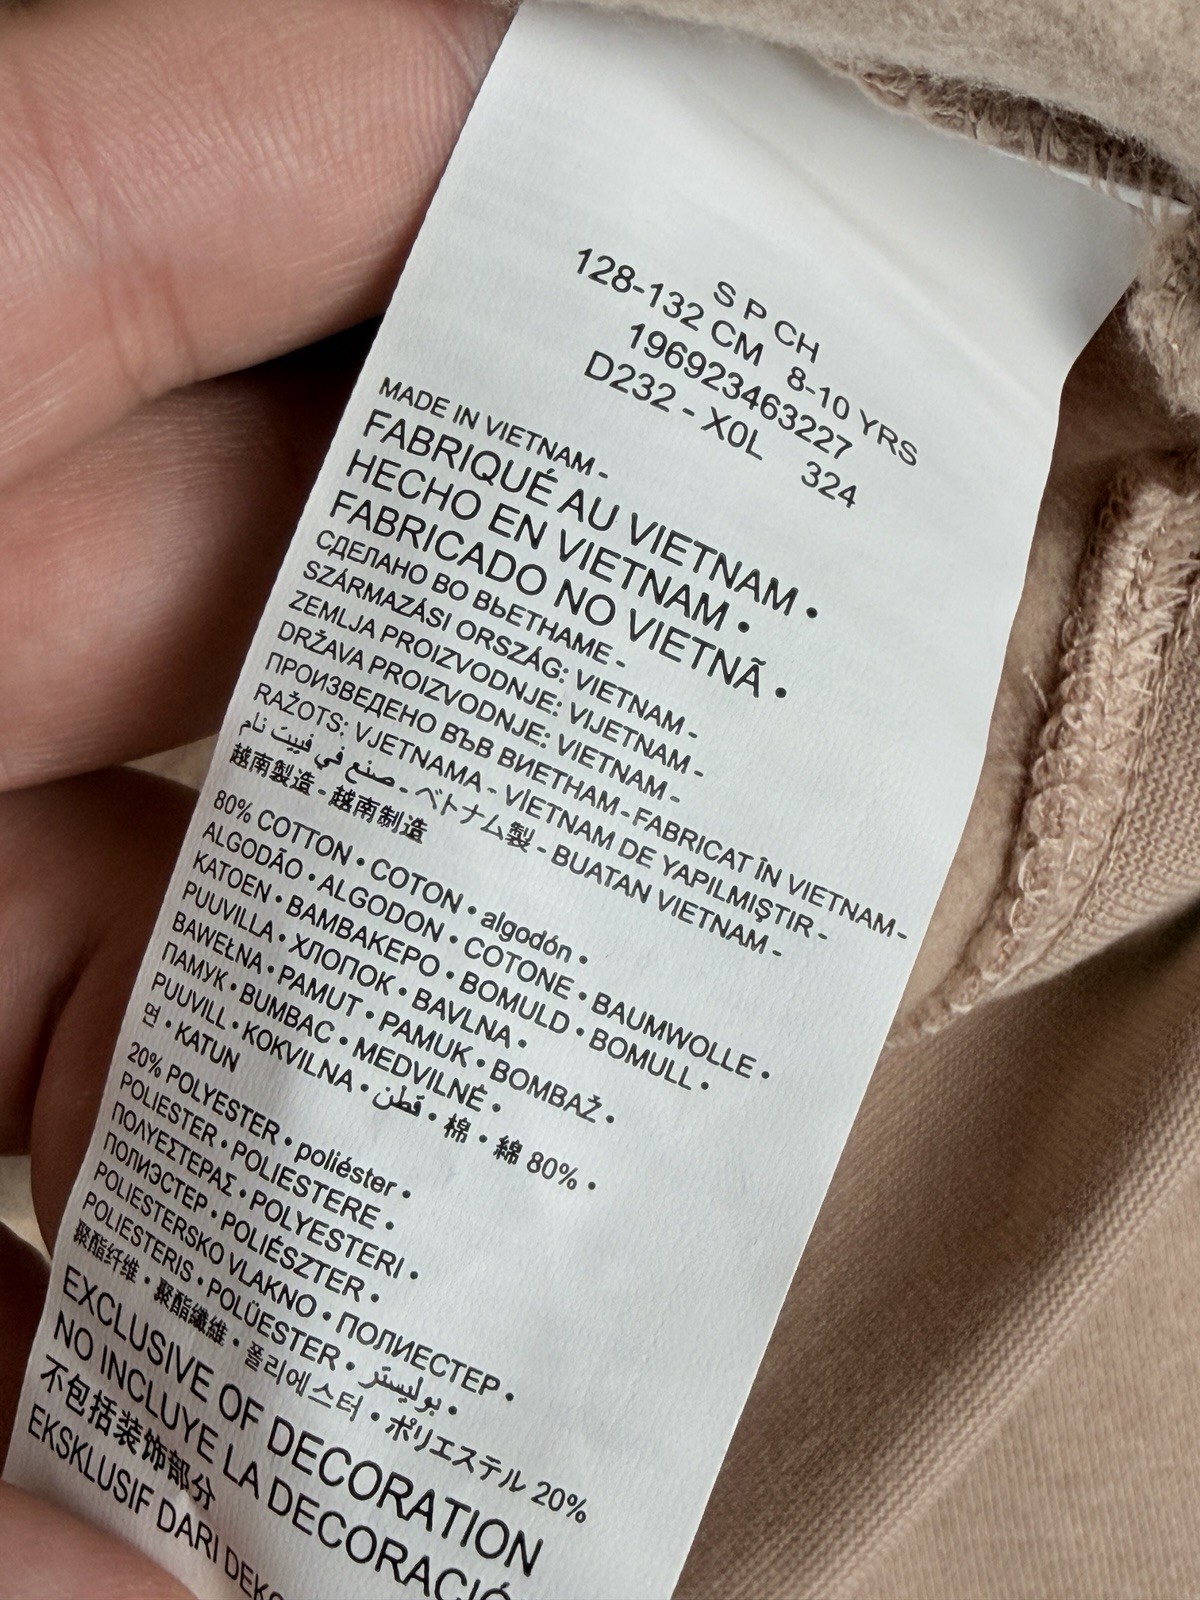 S P CH
128-132 CM 8-10 YRS
196923463227
D232 - X0L 324
MADE IN VIETNAM -
FABRIQUÉ AU VIETNAM •
HECHO EN VIETNAM •
FABRICADO NO VIETNÃ •
СДЕЛАНО ВО ВЬЕТНАМЕ -
SZÁRMAZÁSI ORSZÁG: VIETNAM -
ZEMLJA PROIZVODNJE: VIJETNAM -
DRŽAVA PROIZVODNJE: VIETNAM -
ПРОИЗВЕДЕНО ВЪВ ВИЕТНАМ - FABRICAT ÎN VIETNAM -
RAŽOTS: VJETNAMA - VİETNAM DE YAPILMIŞTIR -
صنع في فييت نام - ベトナム製 - BUATAN VIETNAM -
越南製造 - 越南制造
80% COTTON • COTON • algodón •
ALGODÃO • ALGODON • COTONE • BAUMWOLLE •
KATOEN • ΒΑΜΒΑΚΕΡΟ • BOMULD • BOMULL •
PUUVILLA • ХЛОПОК • BAVLNA •
BAWEŁNA • PAMUT • PAMUK • BOMBAŽ •
ПАМУК • BUMBAC • MEDVILNĖ •
PUUVILL • KOKVILNA • قطن • 棉 • 綿 80% •
면 • KATUN
20% POLYESTER • poliéster •
POLIESTER • POLIESTERE •
ΠΟΛΥΕΣΤΕΡΑΣ • POLYESTERI •
ПОЛИЭСТЕР • POLIÉSZTER •
POLIESTERSKO VLAKNO • ПОЛИЕСТЕР •
POLIESTERIS • POLÜESTER • بوليستر •
聚酯纤维 • 聚酯纖維 • 폴리에스터 • ポリエステル 20%
EXCLUSIVE OF DECORATION
NO INCLUYE LA DECORACIÓ
不包括装饰部分
EKSKLUSIF DARI